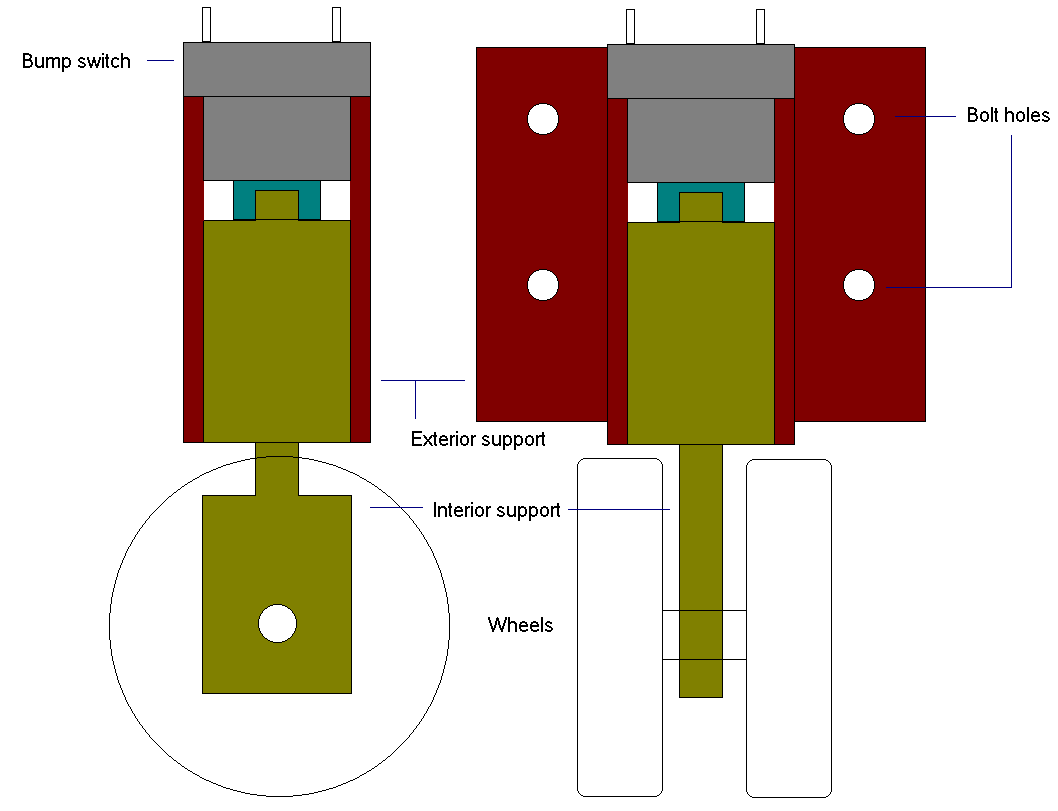 Bump switch
Bolt holes
Exterior support
Interior support
Wheels